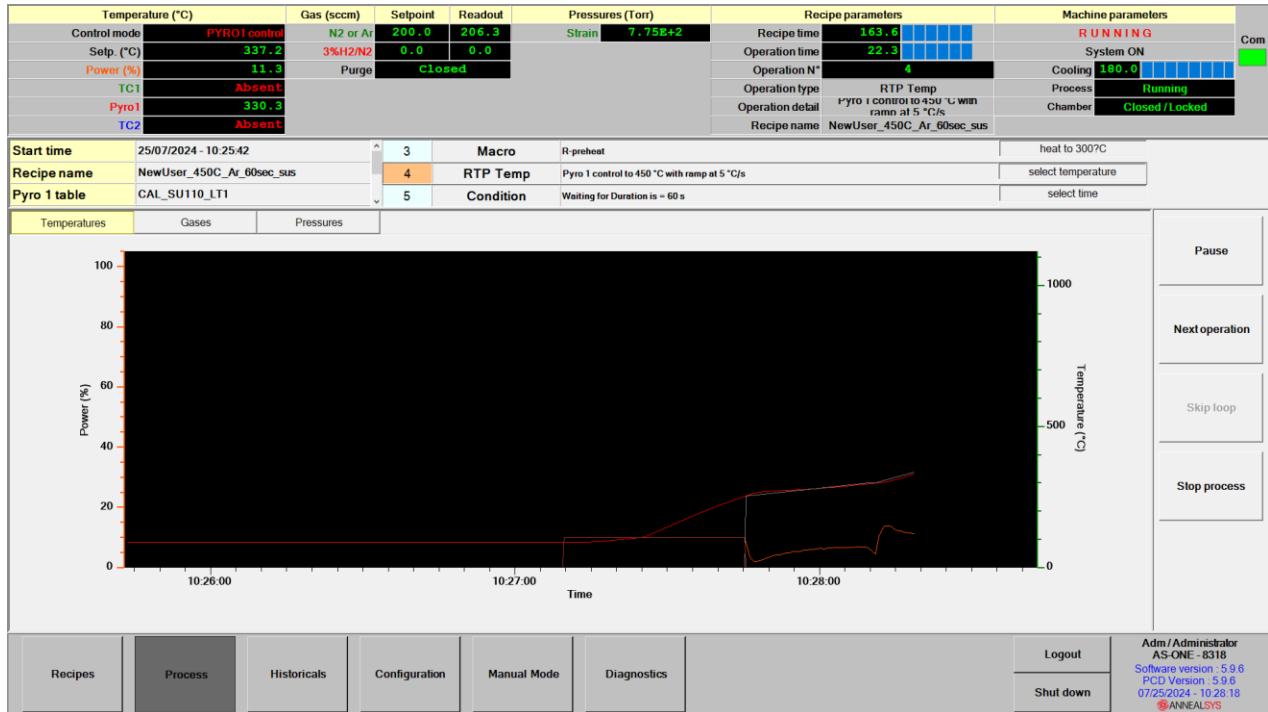 Temperature (°C) Gas (sccm) Setpoint Readout Pressures (Torr) Recipe parameters Machine parameters
Control mode PYRO1 control N2 or Ar 200.0 206.3 Strain 7.75E+2 Recipe time 163.6 RUNNING Com
Setp. (°C) 337.2 3%H2/N2 0.0 0.0 Operation time 22.3 System ON
Power (%) 11.3 Purge Closed Operation N° 4 Cooling 180.0
TC1 Absent Operation type RTP Temp Process Running
Pyro1 330.3 Operation detail Pyro 1 control to 450 °C with Chamber Closed / Locked
ramp at 5 °C/s
TC2 Absent Recipe name NewUser_450C_Ar_60sec_sus
Start time 25/07/2024 - 10:25:42 3 Macro R-preheat heat to 300?C
Recipe name NewUser_450C_Ar_60sec_sus 4 RTP Temp Pyro 1 control to 450 °C with ramp at 5 °C/s select temperature
Pyro 1 table CAL_SU110_LT1 5 Condition Waiting for Duration is = 60 s select time
Temperatures Gases Pressures
Pause
100
1000
80
Next operation
60
Power (%)
Temperature (°C)
Skip loop
500
40
Stop process
20
0
0
10:26:00 10:27:00 10:28:00
Time
Recipes Process Historicals Configuration Manual Mode Diagnostics
Logout
Shut down
Adm / Administrator
AS-ONE - 8318
Software version : 5.9.6
PCD Version : 5.9.6
07/25/2024 - 10:28:18
ANNEALSYS